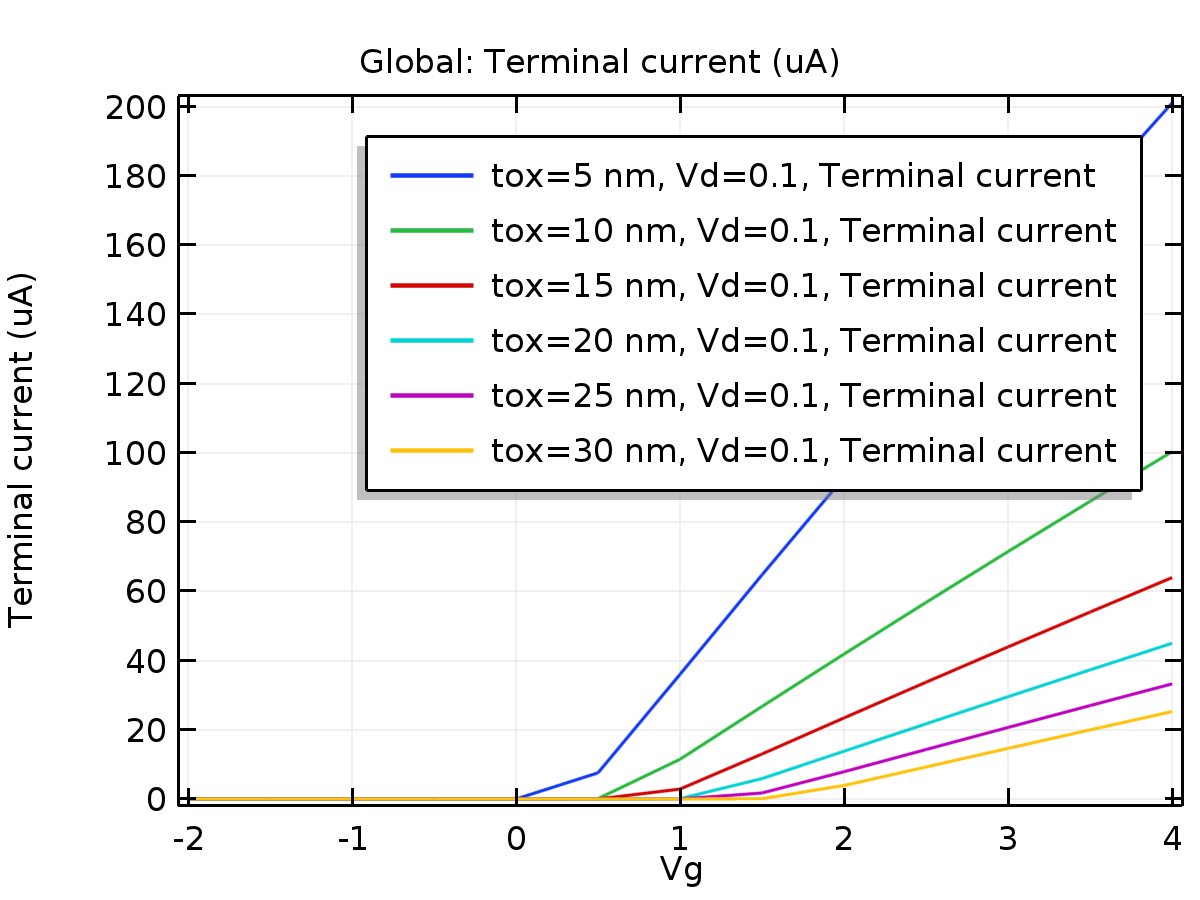 Global: Terminal current (uA)
Terminal current (uA)
200
180
160
140
120
100
80
60
40
20
0
tox=5 nm, Vd=0.1, Terminal current
tox=10 nm, Vd=0.1, Terminal current
tox=15 nm, Vd=0.1, Terminal current
tox=20 nm, Vd=0.1, Terminal current
tox=25 nm, Vd=0.1, Terminal current
tox=30 nm, Vd=0.1, Terminal current
-2 -1 0 1 2 3 4
Vg